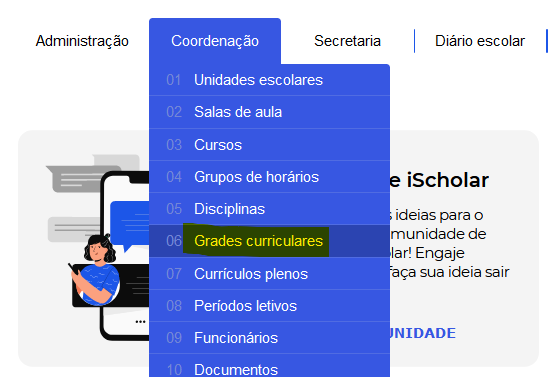 Administração
Coordenação
Secretaria
Diário escolar
01 Unidades escolares
02 Salas de aula
03 Cursos
04 Grupos de horários
05 Disciplinas
06 Grades curriculares
07 Currículos plenos
08 Períodos letivos
09 Funcionários
10 Documentos
e iScholar
ideias para o
munidade de
lar! Engaje
faça sua ideia sair
UNIDADE